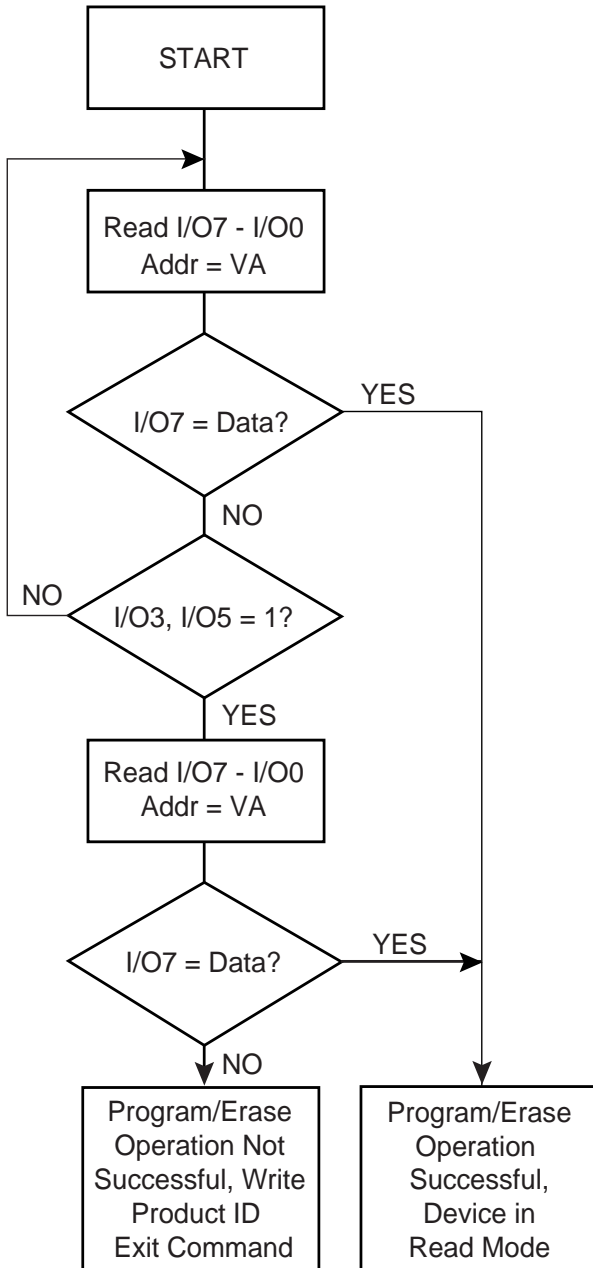 START
Read I/O7 - I/O0
Addr = VA
I/O7 = Data?
YES
NO
NO
I/O3, I/O5 = 1?
YES
Read I/O7 - I/O0
Addr = VA
I/O7 = Data?
YES
NO
Program/Erase
Operation Not
Successful, Write
Product ID
Exit Command
Program/Erase
Operation
Successful,
Device in
Read Mode